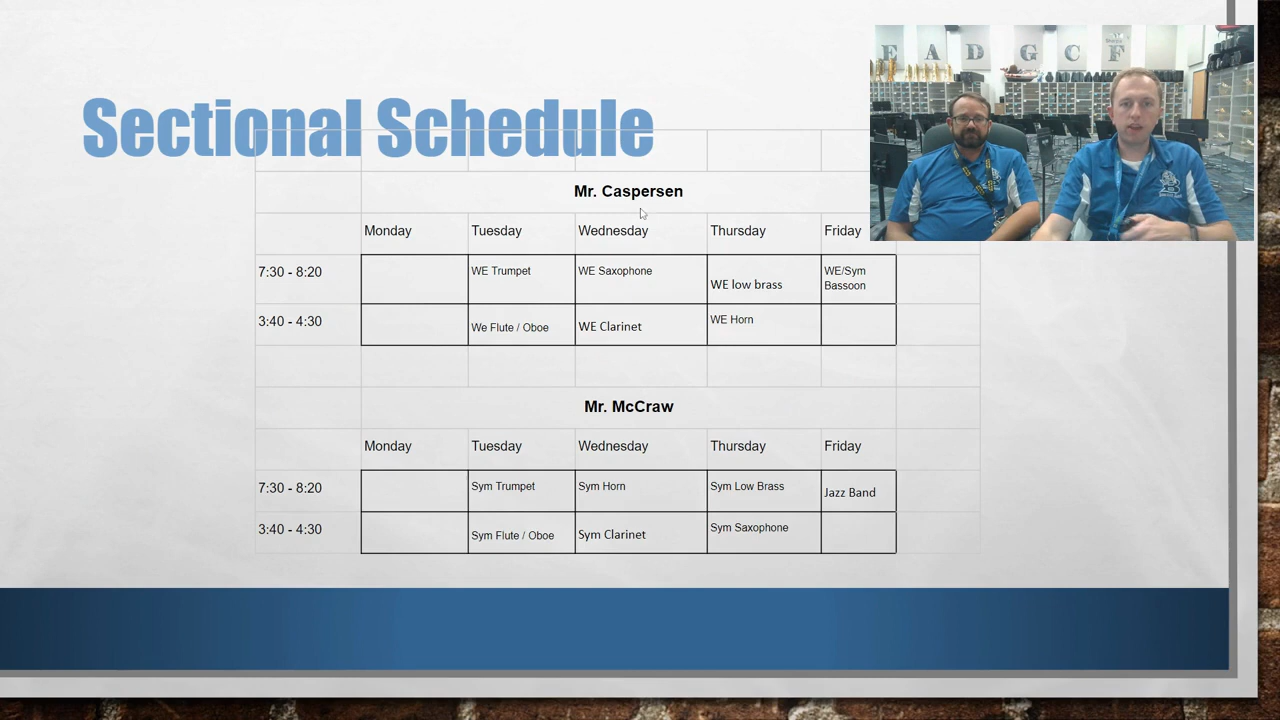 E A D G C F
Sectional Schedule
Mr. Caspersen
Monday Tuesday Wednesday Thursday Friday
7:30 - 8:20 WE Trumpet WE Saxophone WE low brass WE/Sym
Bassoon
3:40 - 4:30 We Flute / Oboe WE Clarinet WE Horn
Mr. McCraw
Monday Tuesday Wednesday Thursday Friday
7:30 - 8:20 Sym Trumpet Sym Horn Sym Low Brass Jazz Band
3:40 - 4:30 Sym Flute / Oboe Sym Clarinet Sym Saxophone